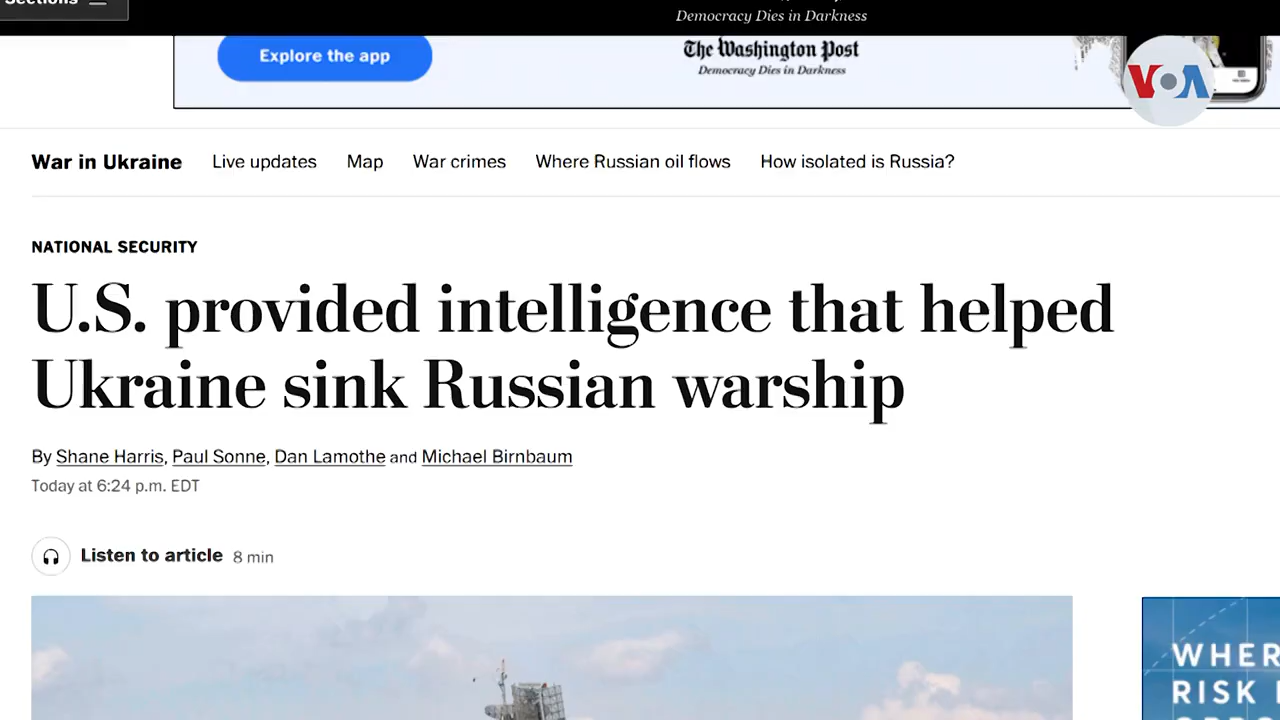 Sections
Democracy Dies in Darkness
Explore the app
The Washington Post
Democracy Dies in Darkness
VOA
War in Ukraine Live updates Map War crimes Where Russian oil flows How isolated is Russia?
NATIONAL SECURITY
U.S. provided intelligence that helped
Ukraine sink Russian warship
By Shane Harris, Paul Sonne, Dan Lamothe and Michael Birnbaum
Today at 6:24 p.m. EDT
Listen to article 8 min
RISK